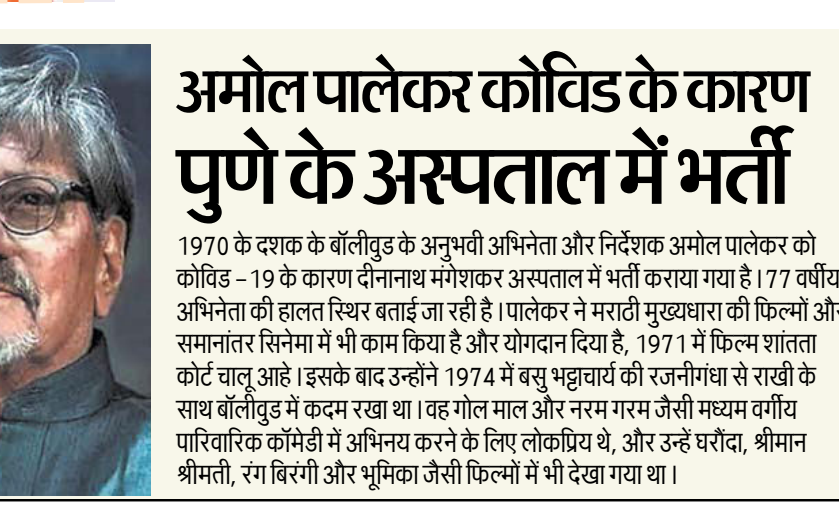 अमोल पालेकर कोविड के कारण
पुणे के अस्पताल में भर्ती
1970 के दशक के बॉलीवुड के अनुभवी अभिनेता और निर्देशक अमोल पालेकर को
कोविड -19 के कारण दीनानाथ मंगेशकर अस्पताल में भर्ती कराया गया है । 77 वर्षीय
अभिनेता की हालत स्थिर बताई जा रही है । पालेकर ने मराठी मुख्यधारा की फिल्मों और
समानांतर सिनेमा में भी काम किया है और योगदान दिया है, 1971 में फिल्म शांतता
कोर्ट चालू आहे । इसके बाद उन्होंने 1974 में बसु भट्टाचार्य की रजनीगंधा से राखी के
साथ बॉलीवुड में कदम रखा था । वह गोल माल और नरम गरम जैसी मध्यम वर्गीय
पारिवारिक कॉमेडी में अभिनय करने के लिए लोकप्रिय थे, और उन्हें घरौंदा, श्रीमान
श्रीमती, रंग बिरंगी और भूमिका जैसी फिल्मों में भी देखा गया था ।